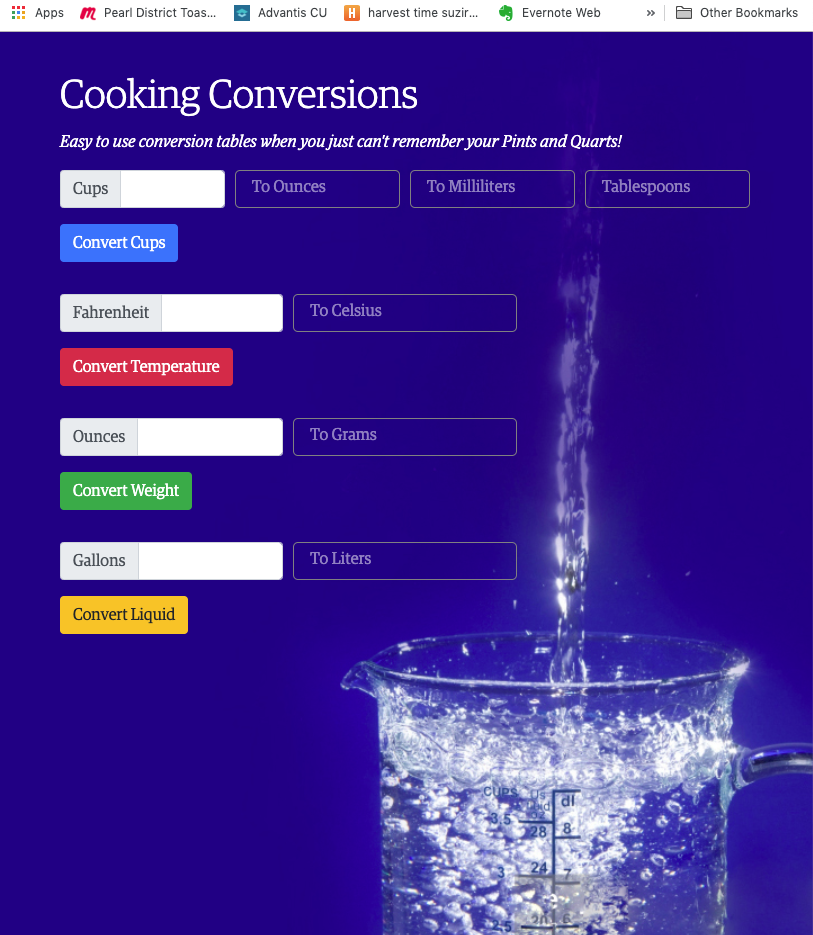 Apps Pearl District Toas... Advantis CU harvest time suzir... Evernote Web » Other Bookmarks
Cooking Conversions
Easy to use conversion tables when you just can't remember your Pints and Quarts!
Cups To Ounces To Milliliters Tablespoons
Convert Cups
Fahrenheit To Celsius
Convert Temperature
Ounces To Grams
Convert Weight
Gallons To Liters
Convert Liquid
CUPS Us dl
3.5 28 8
3 24 7
2.5 20 6